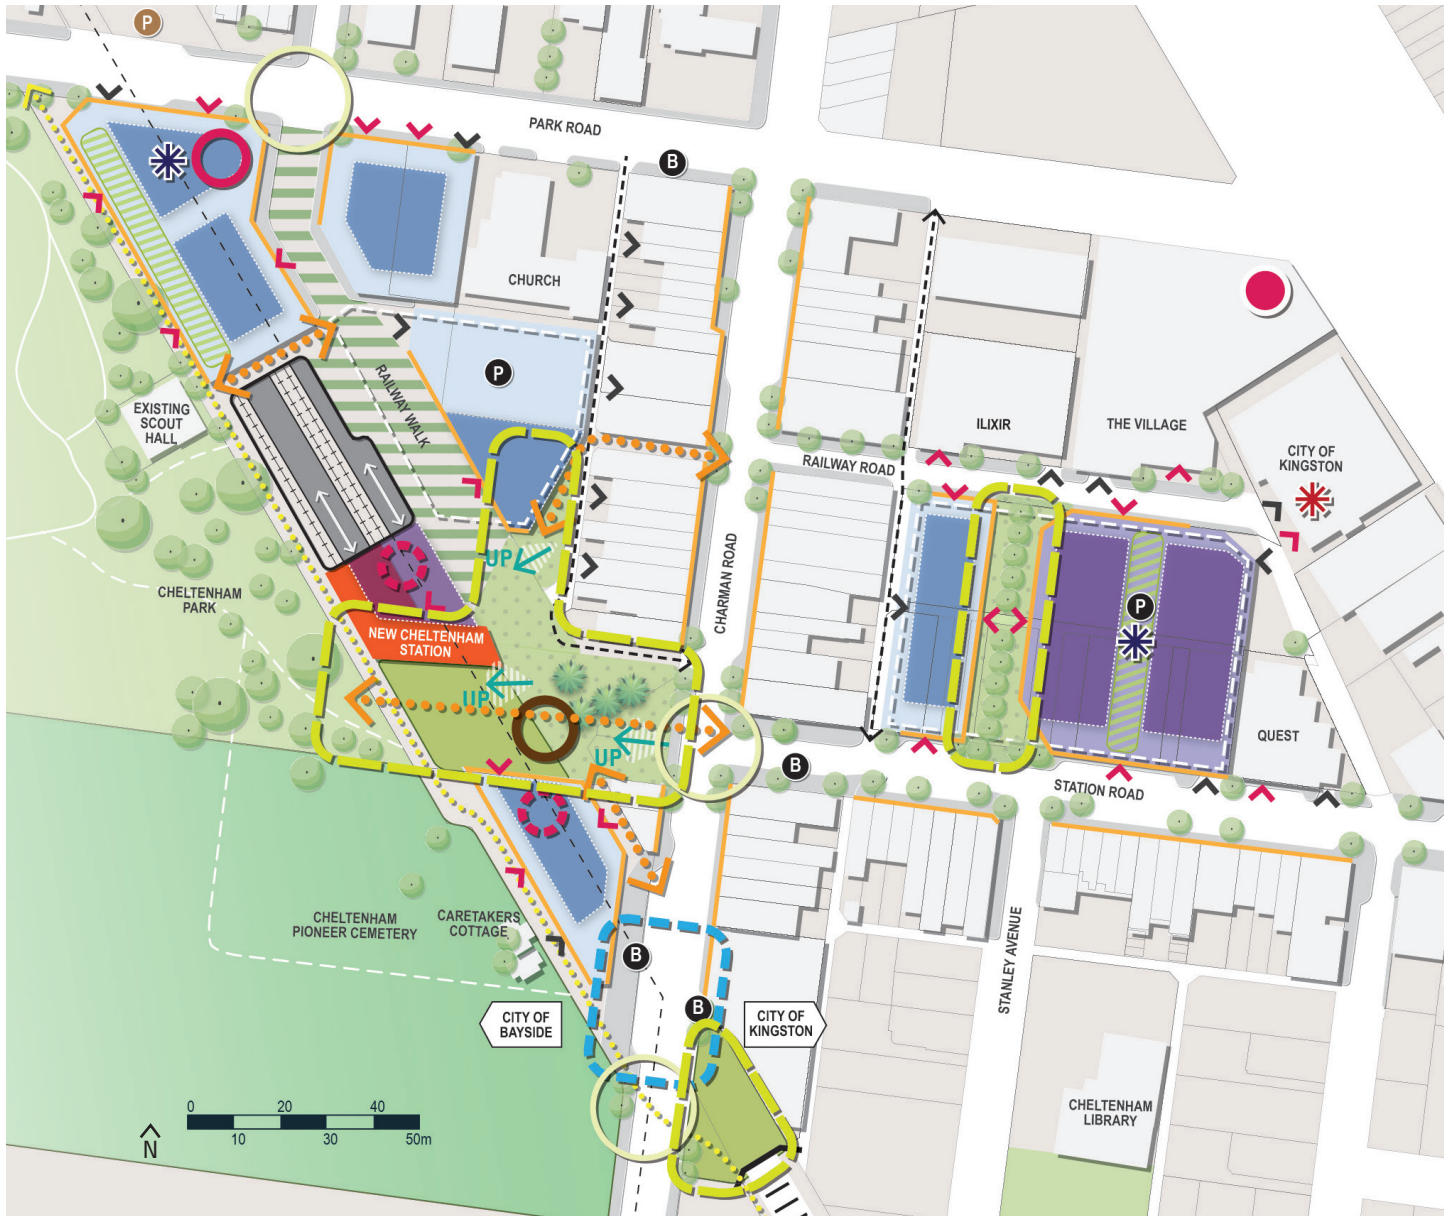 P
PARK ROAD
B
CHURCH
ILIXIR
THE VILLAGE
P
RAILWAY WALK
EXISTING
SCOUT
HALL
RAILWAY ROAD
CITY OF
KINGSTON
UP
CHARMAN ROAD
CHELTENHAM
PARK
P
NEW CHELTENHAM
STATION
UP
UP
QUEST
B
STATION ROAD
CHELTENHAM
PIONEER CEMETERY
CARETAKERS
COTTAGE
STANLEY AVENUE
B
B
CITY OF
BAYSIDE
CITY OF
KINGSTON
0 20 40
10 30 50m
N
CHELTENHAM
LIBRARY